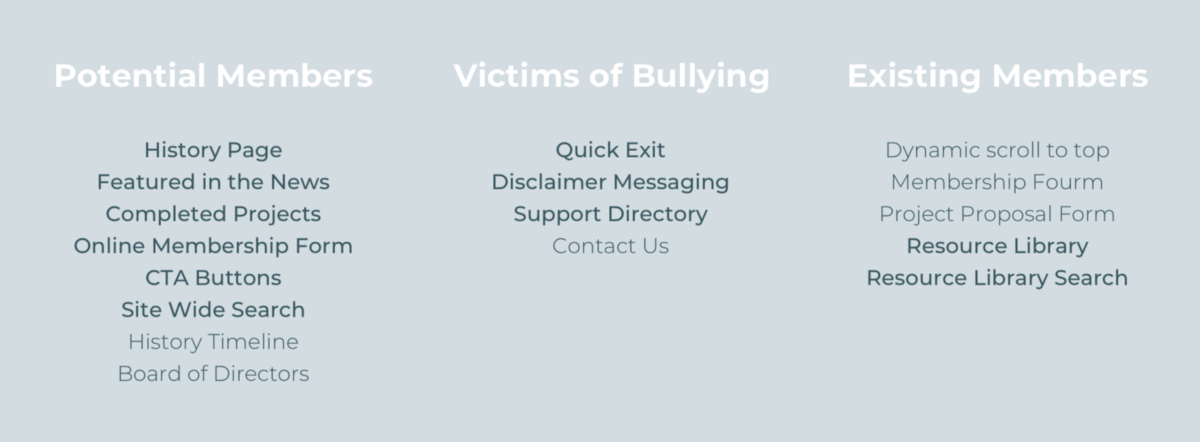 Potential Members
History Page
Featured in the News
Completed Projects
Online Membership Form
CTA Buttons
Site Wide Search
History Timeline
Board of Directors
Victims of Bullying
Quick Exit
Disclaimer Messaging
Support Directory
Contact Us
Existing Members
Dynamic scroll to top
Membership Fourm
Project Proposal Form
Resource Library
Resource Library Search